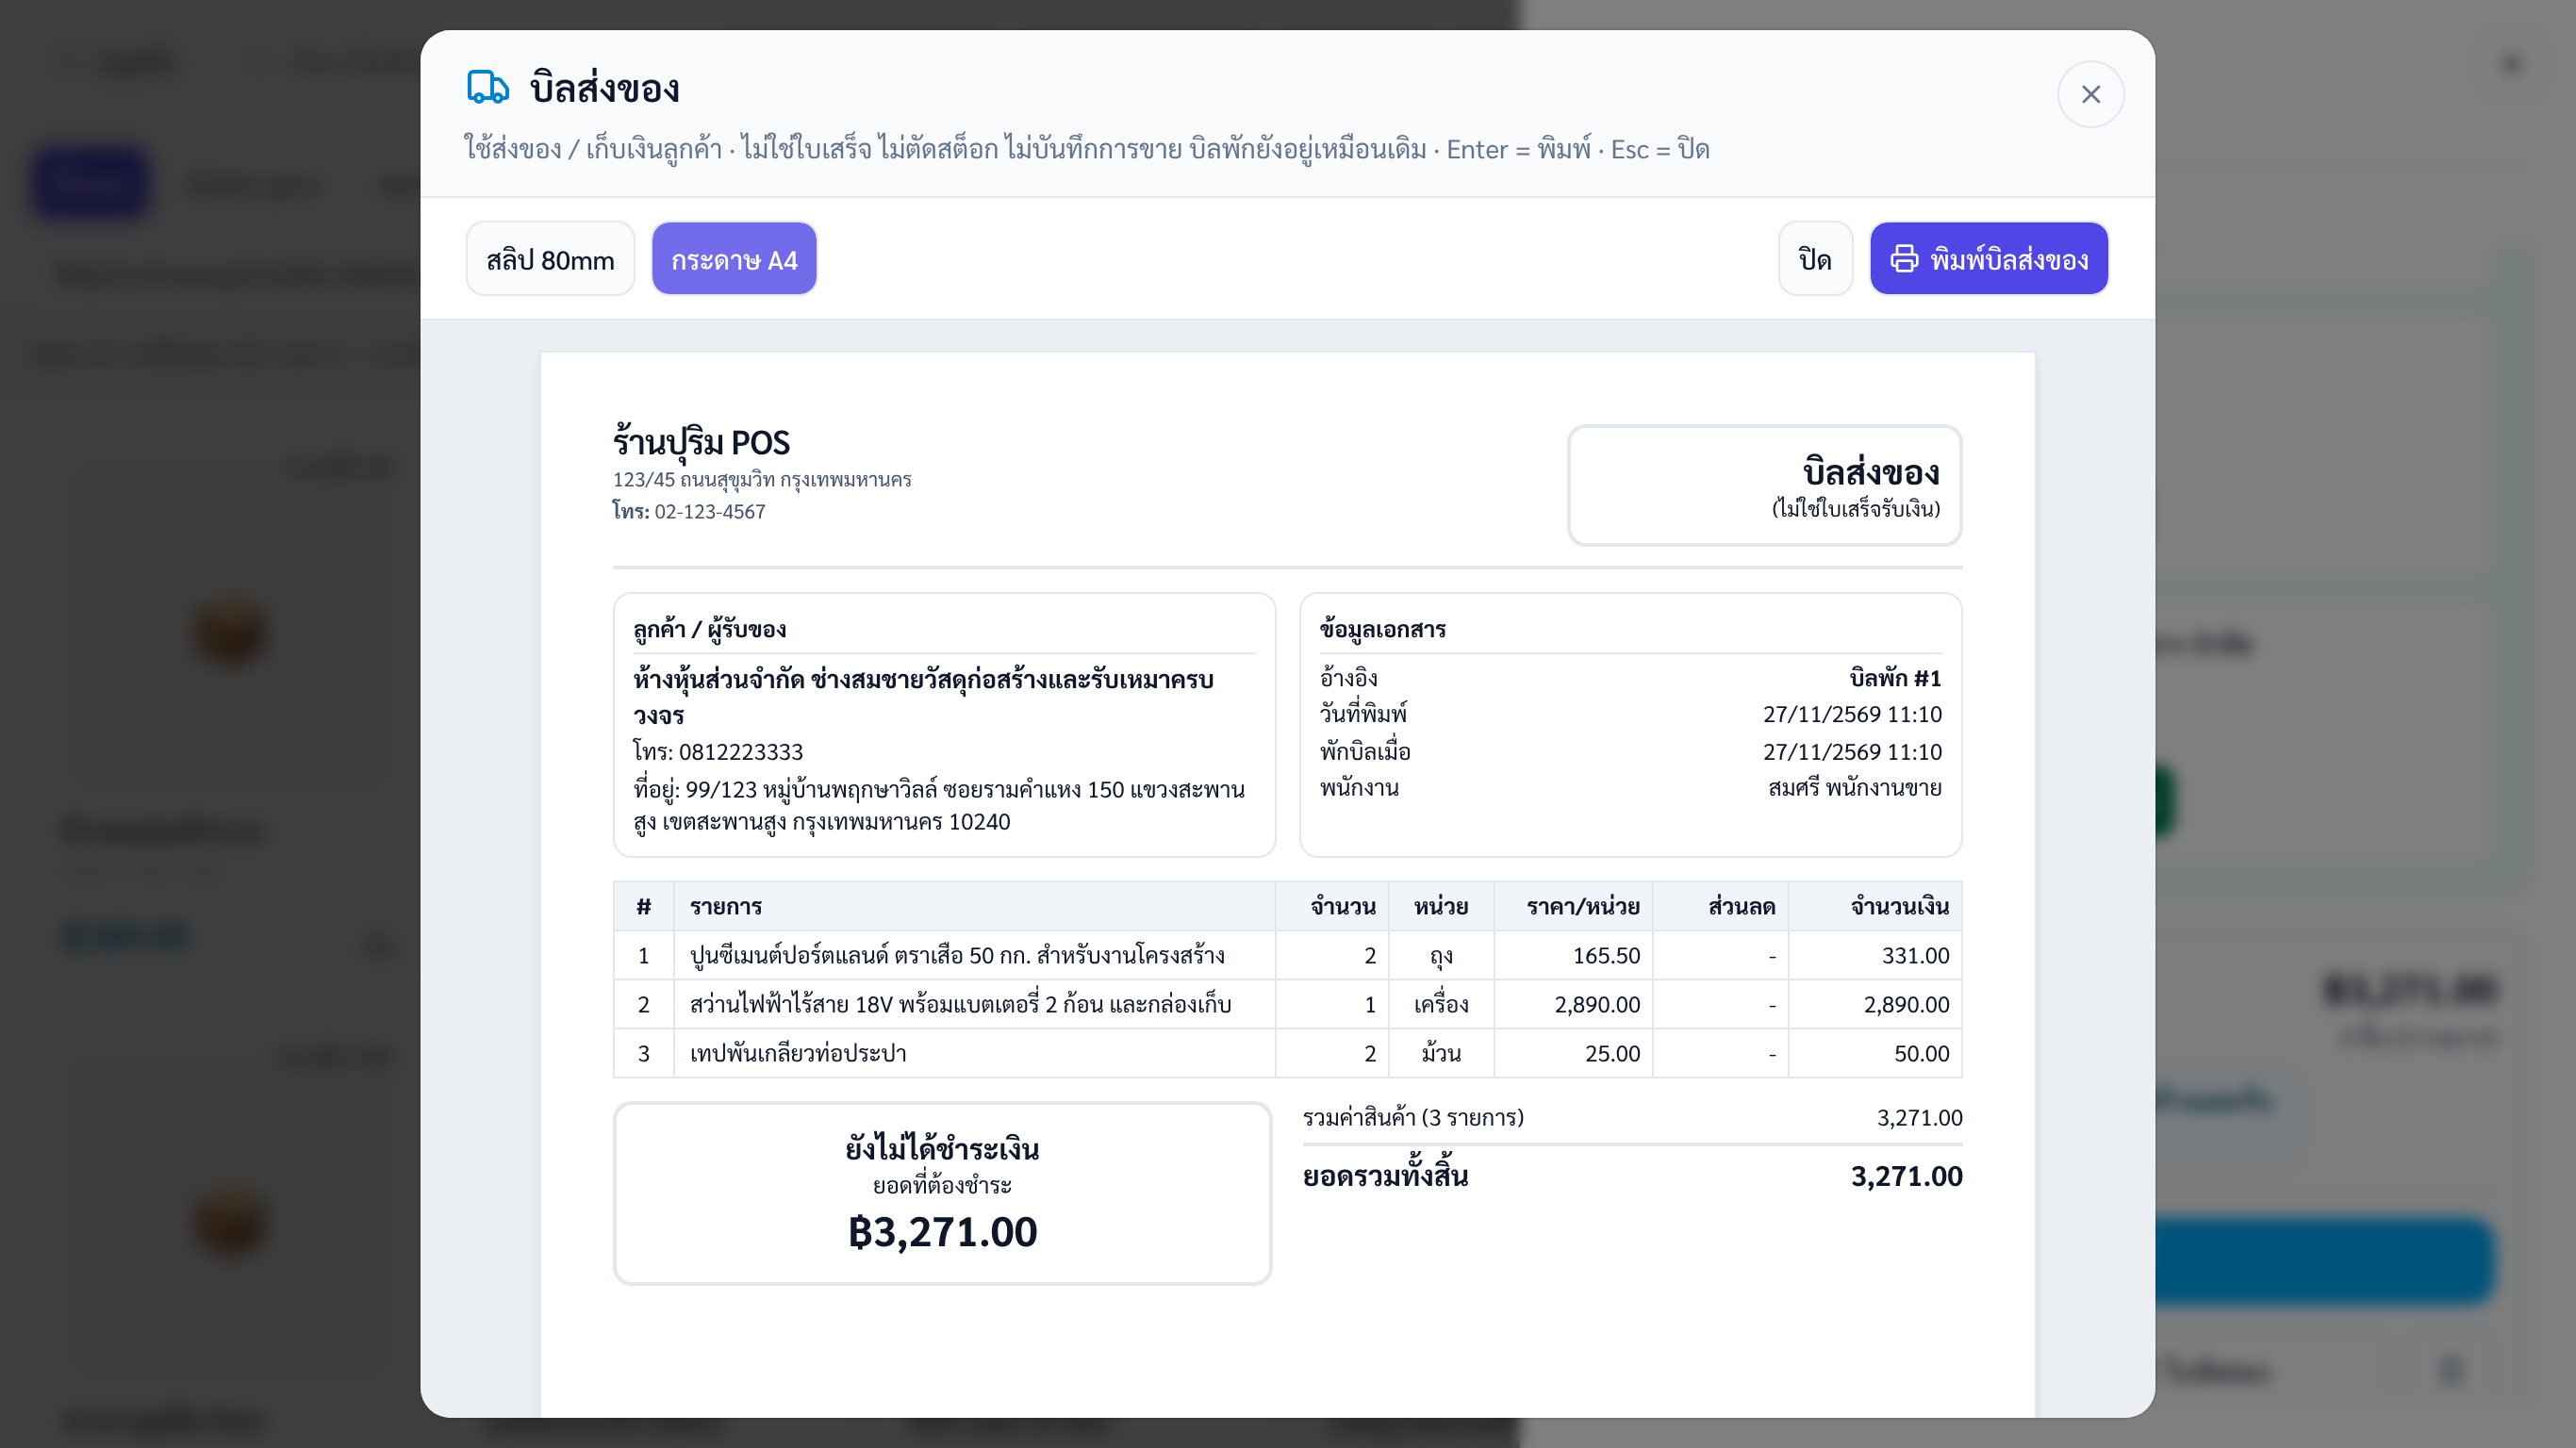 บิลส่งของ
ใช้ส่งของ / เก็บเงินลูกค้า · ไม่ใช่ใบเสร็จ ไม่ตัดสต็อก ไม่บันทึกการขาย บิลพักยังอยู่เหมือนเดิม · Enter = พิมพ์ · Esc = ปิด
สลิป 80mm
กระดาษ A4
ปิด
พิมพ์บิลส่งของ
ร้านปุริม POS
123/45 ถนนสุขุมวิท กรุงเทพมหานคร
โทร: 02-123-4567
บิลส่งของ
(ไม่ใช่ใบเสร็จรับเงิน)
ลูกค้า / ผู้รับของ
ห้างหุ้นส่วนจำกัด ช่างสมชายวัสดุก่อสร้างและรับเหมาครบ
วงจร
โทร: 0812223333
ที่อยู่: 99/123 หมู่บ้านพฤกษาวิลล์ ซอยรามคำแหง 150 แขวงสะพาน
สูง เขตสะพานสูง กรุงเทพมหานคร 10240
ข้อมูลเอกสาร
อ้างอิง บิลพัก #1
วันที่พิมพ์ 27/11/2569 11:10
พักบิลเมื่อ 27/11/2569 11:10
พนักงาน สมศรี พนักงานขาย
# รายการ จำนวน หน่วย ราคา/หน่วย ส่วนลด จำนวนเงิน
1 ปูนซีเมนต์ปอร์ตแลนด์ ตราเสือ 50 กก. สำหรับงานโครงสร้าง 2 ถุง 165.50 - 331.00
2 สว่านไฟฟ้าไร้สาย 18V พร้อมแบตเตอรี่ 2 ก้อน และกล่องเก็บ 1 เครื่อง 2,890.00 - 2,890.00
3 เทปพันเกลียวท่อประปา 2 ม้วน 25.00 - 50.00
ยังไม่ได้ชำระเงิน
ยอดที่ต้องชำระ
฿3,271.00
รวมค่าสินค้า (3 รายการ) 3,271.00
ยอดรวมทั้งสิ้น 3,271.00
฿3,271.00